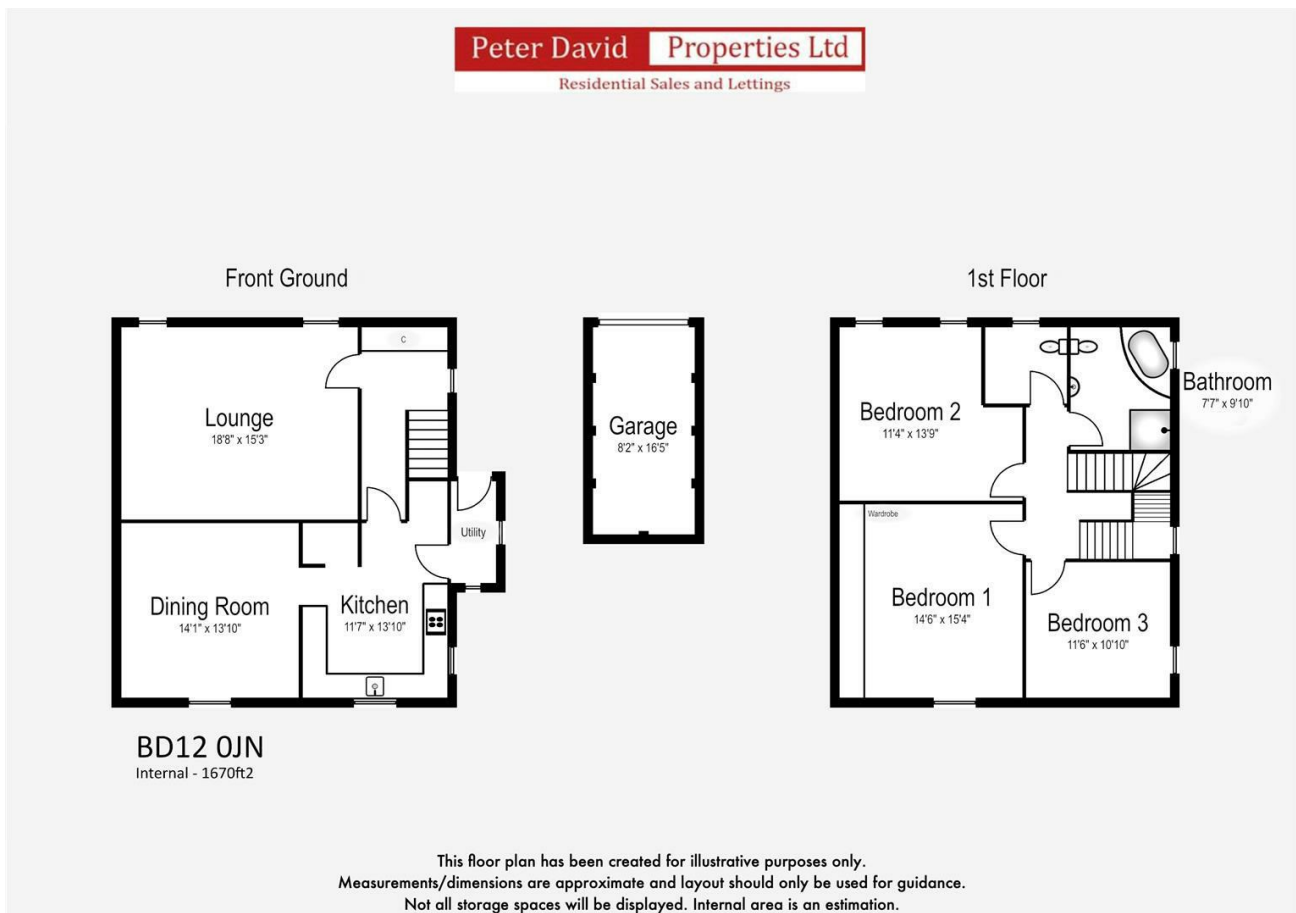 Peter David Properties Ltd
Residential Sales and Lettings
Front Ground
1st Floor
C
Lounge
18'8" x 15'3"
Utility
Dining Room
14'1" x 13'10"
Kitchen
11'7" x 13'10"
Garage
8'2" x 16'5"
Bedroom 2
11'4" x 13'9"
Bathroom
7'7" x 9'10"
Wardrobe
Bedroom 1
14'6" x 15'4"
Bedroom 3
11'6" x 10'10"
BD12 0JN
Internal - 1670ft2
This floor plan has been created for illustrative purposes only.
Measurements/dimensions are approximate and layout should only be used for guidance.
Not all storage spaces will be displayed. Internal area is an estimation.